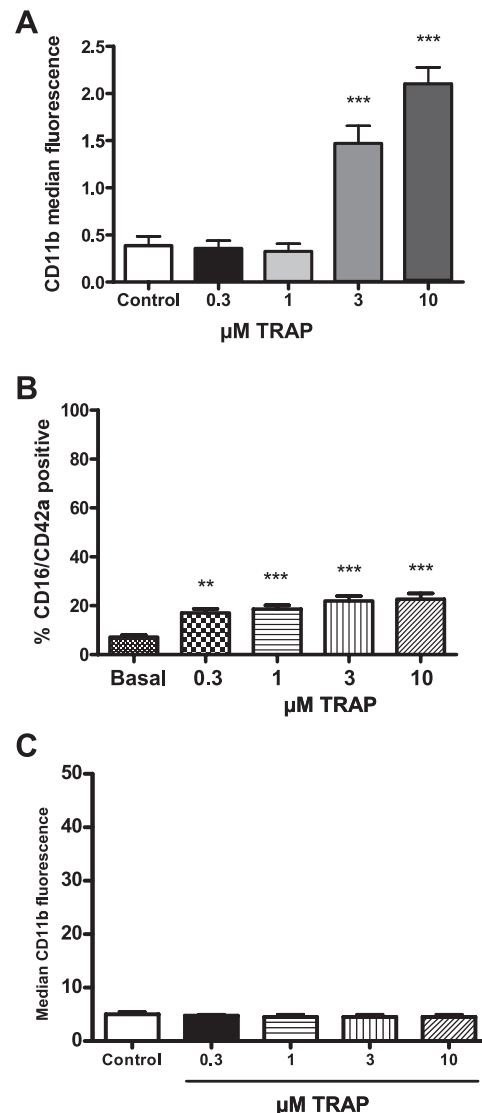 A
CD11b median fluorescence
2.5
2.0
1.5
1.0
0.5
0.0
***
***
Control 0.3 1 3 10
μM TRAP
B
% CD16/CD42a positive
100
80
60
40
20
0
** *** *** ***
Basal 0.3 1 3 10
μM TRAP
C
Median CD11b fluorescence
50
40
30
20
10
0
Control 0.3 1 3 10
μM TRAP